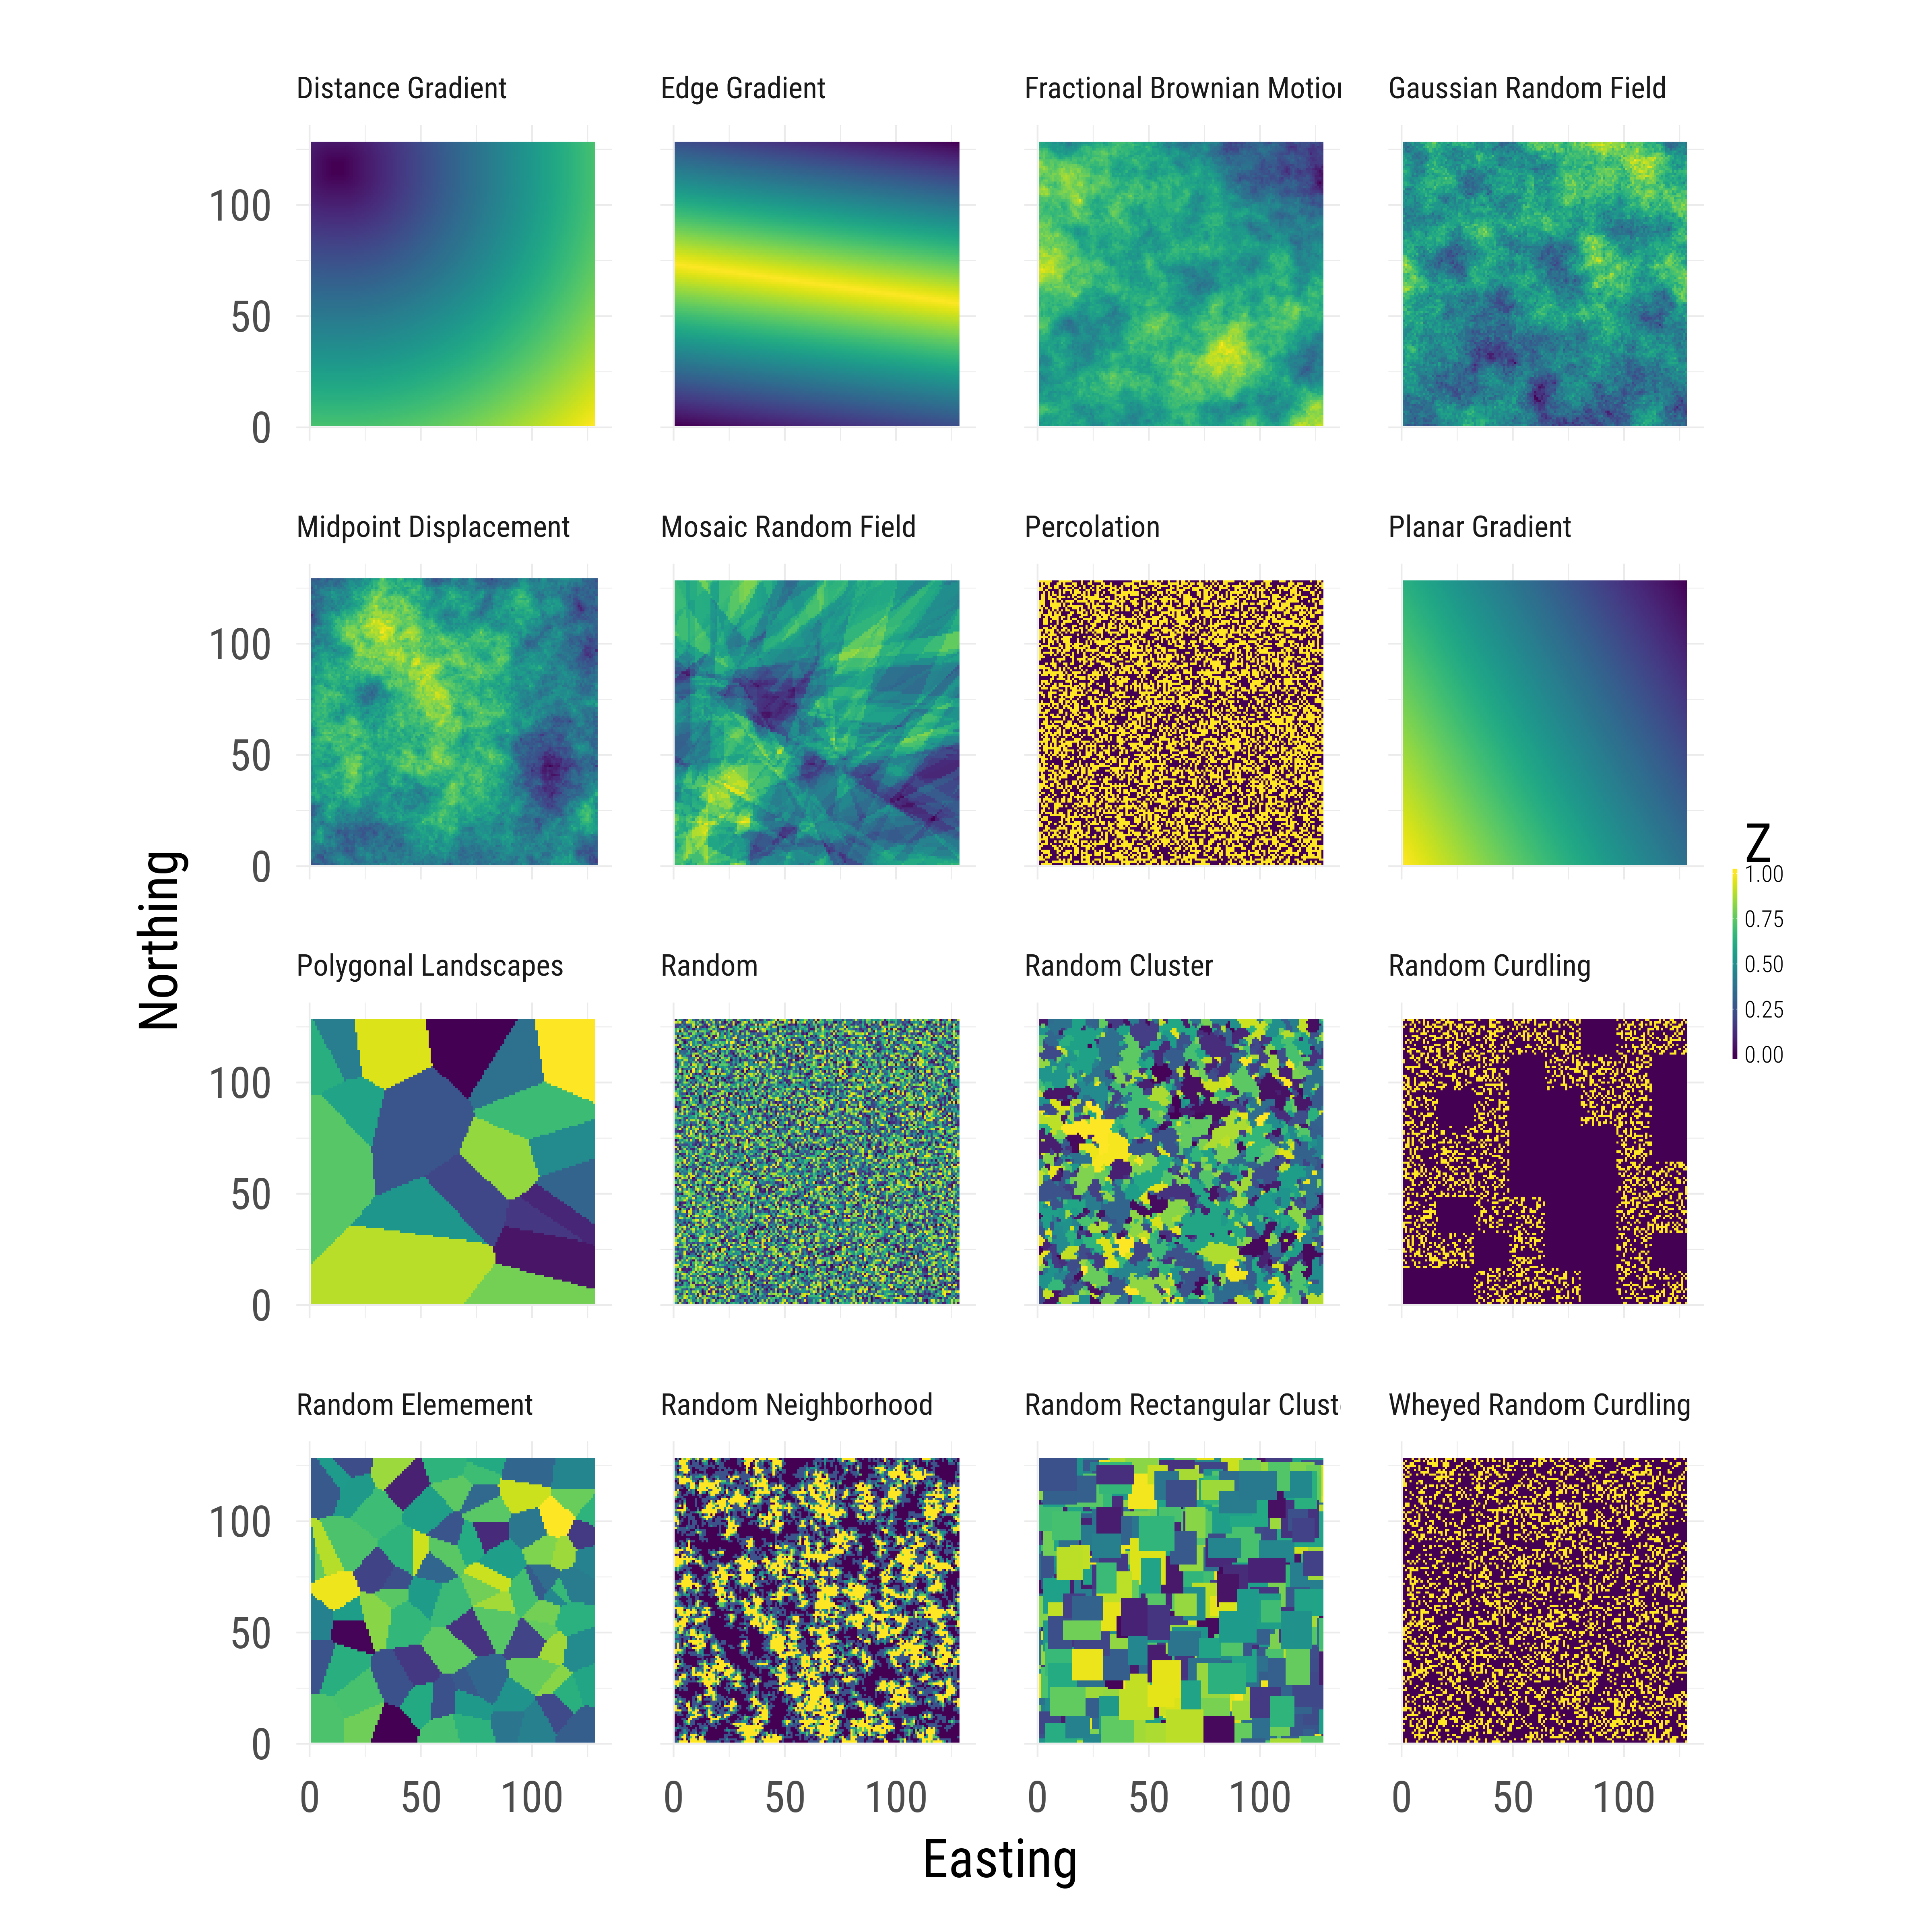 Distance Gradient
Edge Gradient
Fractional Brownian Motion
Gaussian Random Field
100
50
0
Midpoint Displacement
Mosaic Random Field
Percolation
Planar Gradient
100
50
0
Northing
Z
1.00
0.75
0.50
0.25
0.00
Polygonal Landscapes
Random
Random Cluster
Random Curdling
100
50
0
Random Elemement
Random Neighborhood
Random Rectangular Clust
Wheyed Random Curdling
100
50
0
0 50 100
0 50 100
0 50 100
0 50 100
Easting